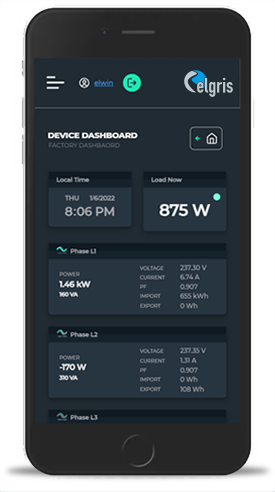 elwin
elgris
DEVICE DASHBOARD
FACTORY DASHBAORD
Local Time
Load Now
THU 1/6/2022
8:06 PM
875 W
Phase L1
POWER
1.46 kW
160 VA
VOLTAGE 237.30 V
CURRENT 6.74 A
PF 0.907
IMPORT 655 kWh
EXPORT 0 Wh
Phase L2
POWER
-170 W
310 VA
VOLTAGE 237.35 V
CURRENT 1.31 A
PF 0.907
IMPORT 0 Wh
EXPORT 108 Wh
Phase L3